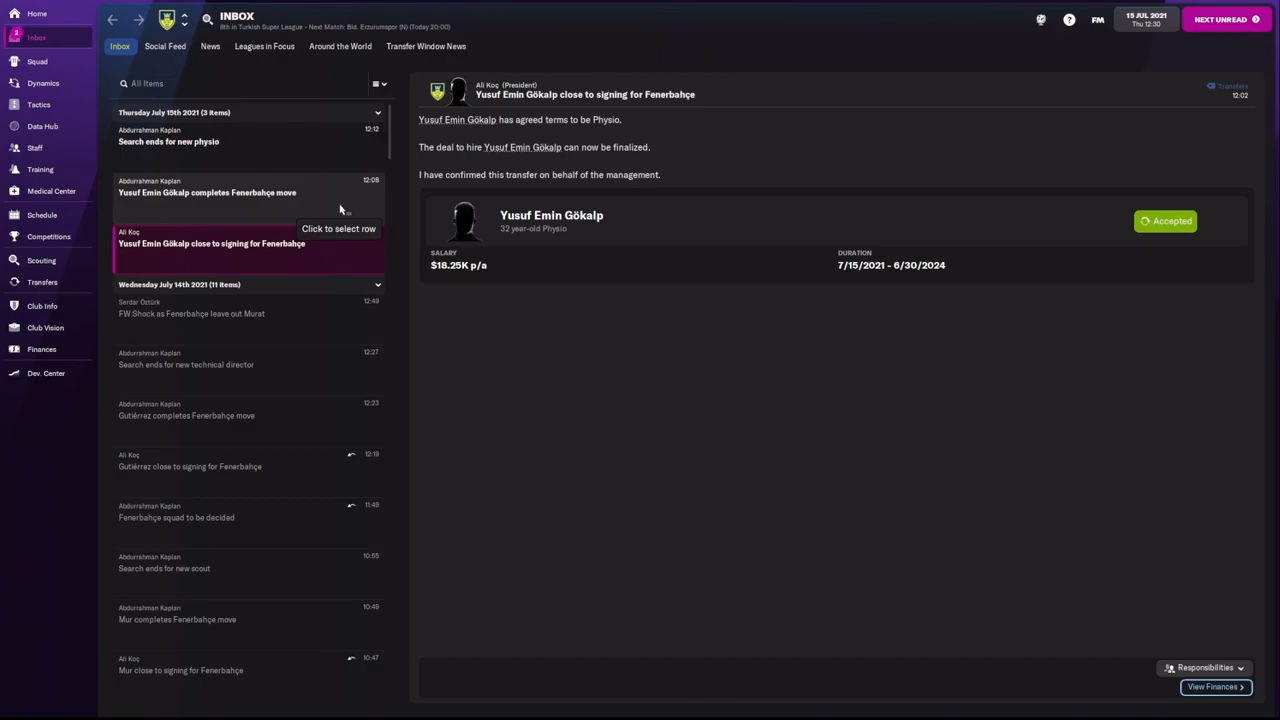 INBOX
8th in Turkish Super League - Next Match: Bld. Erzurumspor (N) (Today 20:00)
FM
15 JUL 2021
Thu 12:30
NEXT UNREAD
Home
2
Inbox
Squad
Dynamics
Tactics
Data Hub
Staff
Training
Medical Center
Schedule
Competitions
Scouting
Transfers
Club Info
Club Vision
Finances
Dev. Center
Inbox
Social Feed
News
Leagues in Focus
Around the World
Transfer Window News
All Items
Thursday July 15th 2021 (3 items)
Abdurrahman Kaplan
12:12
Search ends for new physio
Abdurrahman Kaplan
12:08
Yusuf Emin Gökalp completes Fenerbahçe move
Click to select row
Ali Koç
Yusuf Emin Gökalp close to signing for Fenerbahçe
Wednesday July 14th 2021 (11 items)
Serdar Öztürk
12:49
FW:Shock as Fenerbahçe leave out Murat
Abdurrahman Kaplan
12:27
Search ends for new technical director
Abdurrahman Kaplan
12:23
Gutiérrez completes Fenerbahçe move
Ali Koç
12:19
Gutiérrez close to signing for Fenerbahçe
Abdurrahman Kaplan
11:49
Fenerbahçe squad to be decided
Abdurrahman Kaplan
10:55
Search ends for new scout
Abdurrahman Kaplan
10:49
Mur completes Fenerbahçe move
Ali Koç
10:47
Mur close to signing for Fenerbahçe
Ali Koç (President)
Yusuf Emin Gökalp close to signing for Fenerbahçe
Transfers
12:02
Yusuf Emin Gökalp has agreed terms to be Physio.
The deal to hire Yusuf Emin Gökalp can now be finalized.
I have confirmed this transfer on behalf of the management.
Yusuf Emin Gökalp
32 year-old Physio
Accepted
SALARY
$18.25K p/a
DURATION
7/15/2021 - 6/30/2024
Responsibilities
View Finances